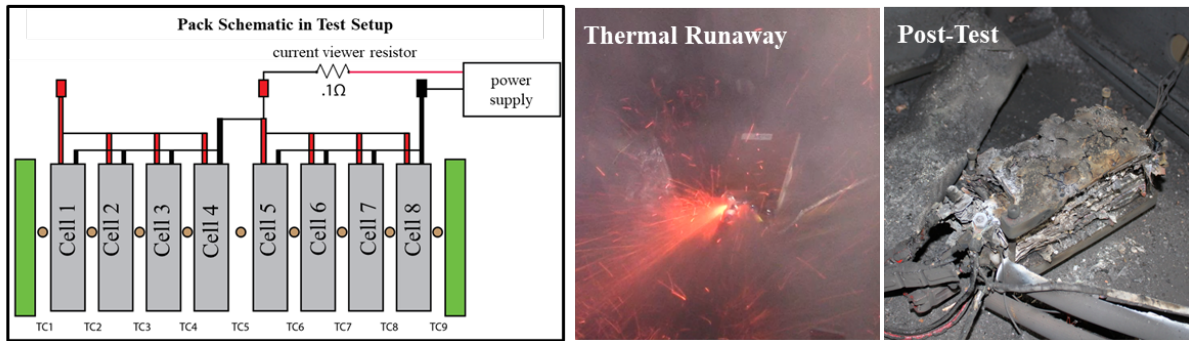 Pack Schematic in Test Setup
current viewer resistor
.1Ω
power
supply
Cell 1
Cell 2
Cell 3
Cell 4
Cell 5
Cell 6
Cell 7
Cell 8
TC1
TC2
TC3
TC4
TC5
TC6
TC7
TC8
TC9
Thermal Runaway
Post-Test